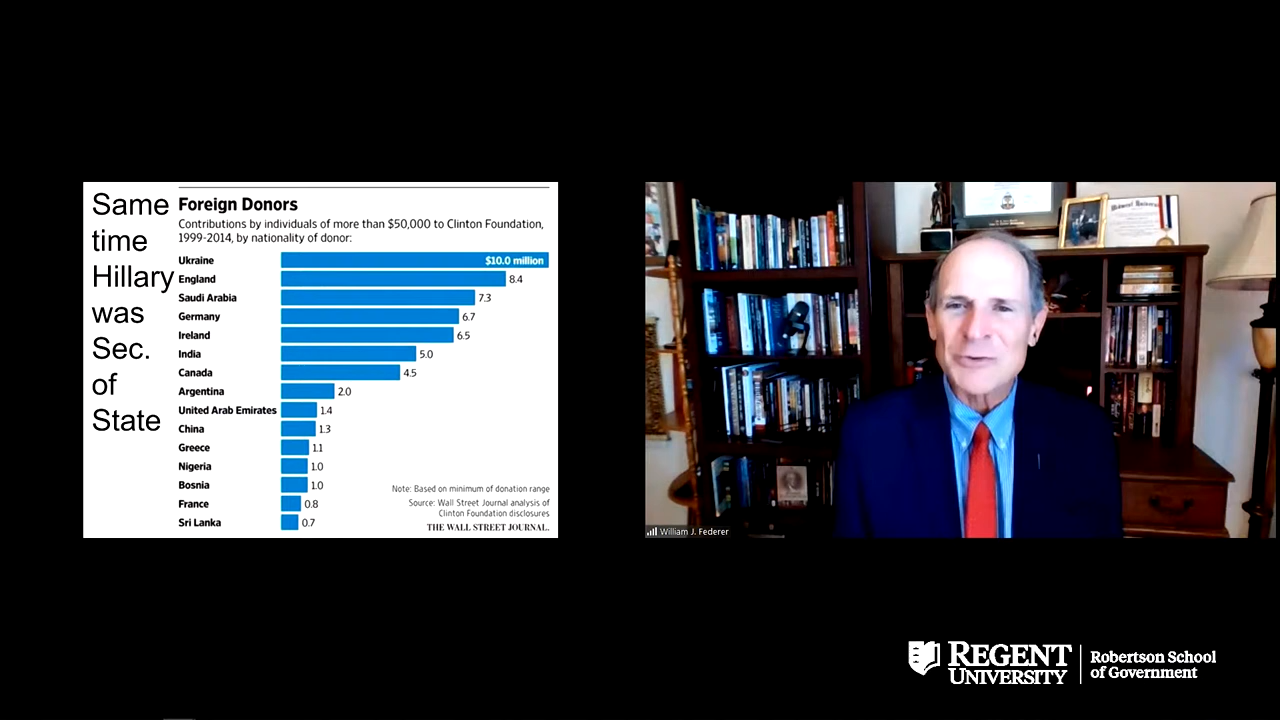 Same
time
Hillary
was
Sec.
of
State
Foreign Donors
Contributions by individuals of more than $50,000 to Clinton Foundation,
1999-2014, by nationality of donor:
Ukraine $10.0 million
England 8.4
Saudi Arabia 7.3
Germany 6.7
Ireland 6.5
India 5.0
Canada 4.5
Argentina 2.0
United Arab Emirates 1.4
China 1.3
Greece 1.1
Nigeria 1.0
Bosnia 1.0
France 0.8
Sri Lanka 0.7
Note: Based on minimum of donation range
Source: Wall Street Journal analysis of
Clinton Foundation disclosures
THE WALL STREET JOURNAL.
William J. Federer
REGENT
UNIVERSITY
Robertson School
of Government